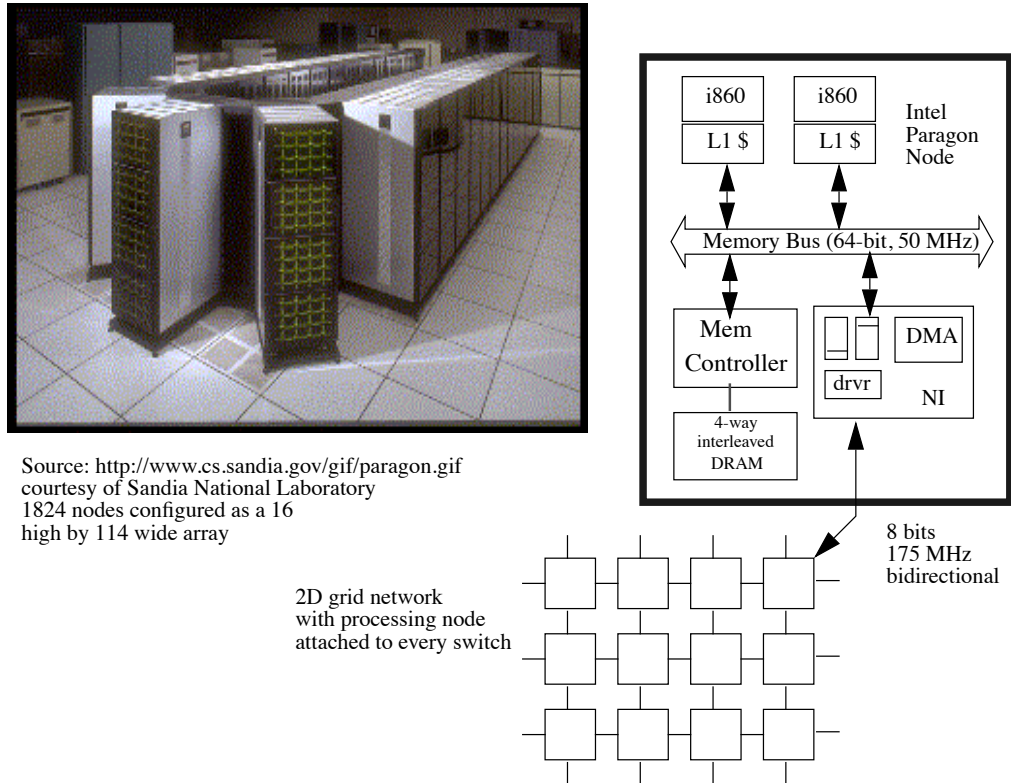 i860
i860
L1 $
L1 $
Intel
Paragon
Node
Memory Bus (64-bit, 50 MHz)
Mem
Controller
DMA
drvr
NI
4-way
interleaved
DRAM
Source: http://www.cs.sandia.gov/gif/paragon.gif
courtesy of Sandia National Laboratory
1824 nodes configured as a 16
high by 114 wide array
8 bits
175 MHz
bidirectional
2D grid network
with processing node
attached to every switch